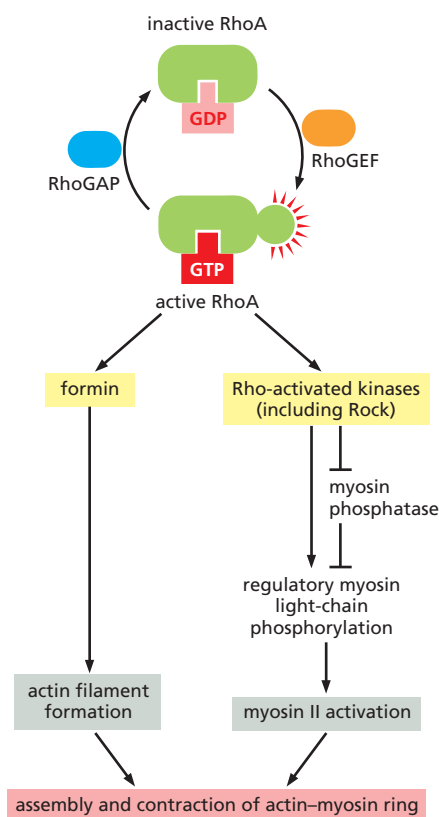 inactive RhoA
GDP
RhoGAP
RhoGEF
GTP
active RhoA
formin
Rho-activated kinases
(including Rock)
myosin
phosphatase
regulatory myosin
light-chain
phosphorylation
actin filament
formation
myosin II activation
assembly and contraction of actin–myosin ring